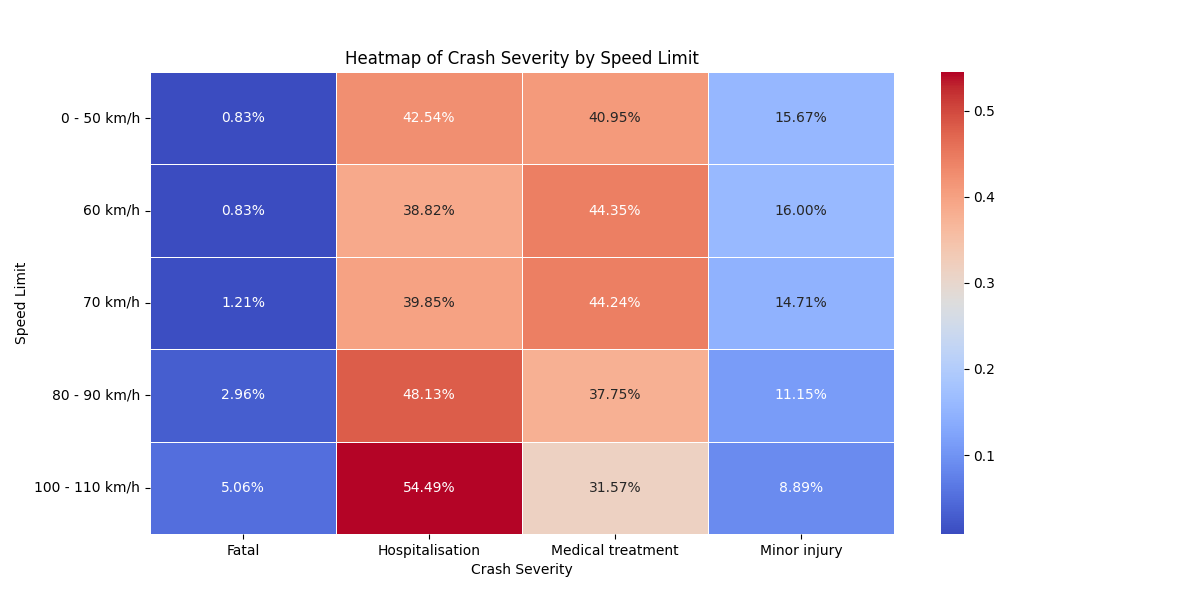 Heatmap of Crash Severity by Speed Limit
Speed Limit
0 - 50 km/h 0.83% 42.54% 40.95% 15.67%
60 km/h 0.83% 38.82% 44.35% 16.00%
70 km/h 1.21% 39.85% 44.24% 14.71%
80 - 90 km/h 2.96% 48.13% 37.75% 11.15%
100 - 110 km/h 5.06% 54.49% 31.57% 8.89%
Fatal Hospitalisation Medical treatment Minor injury
Crash Severity
0.5
0.4
0.3
0.2
0.1